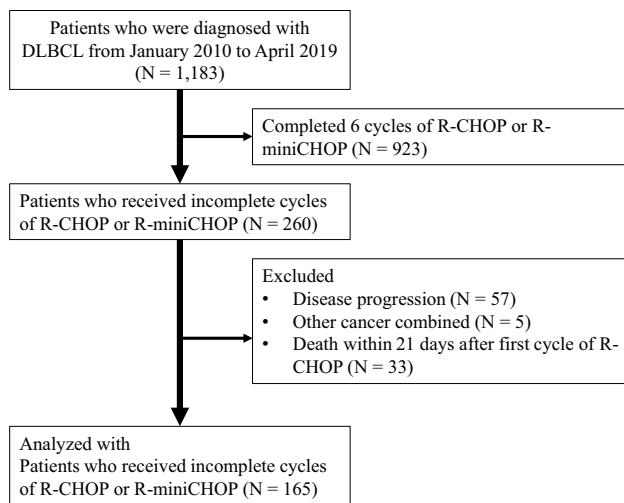 Patients who were diagnosed with
DLBCL from January 2010 to April 2019
(N = 1,183)
Completed 6 cycles of R-CHOP or R-
miniCHOP (N = 923)
Patients who received incomplete cycles
of R-CHOP or R-miniCHOP (N = 260)
Excluded
• Disease progression (N = 57)
• Other cancer combined (N = 5)
• Death within 21 days after first cycle of R-
CHOP (N = 33)
Analyzed with
Patients who received incomplete cycles
of R-CHOP or R-miniCHOP (N = 165)